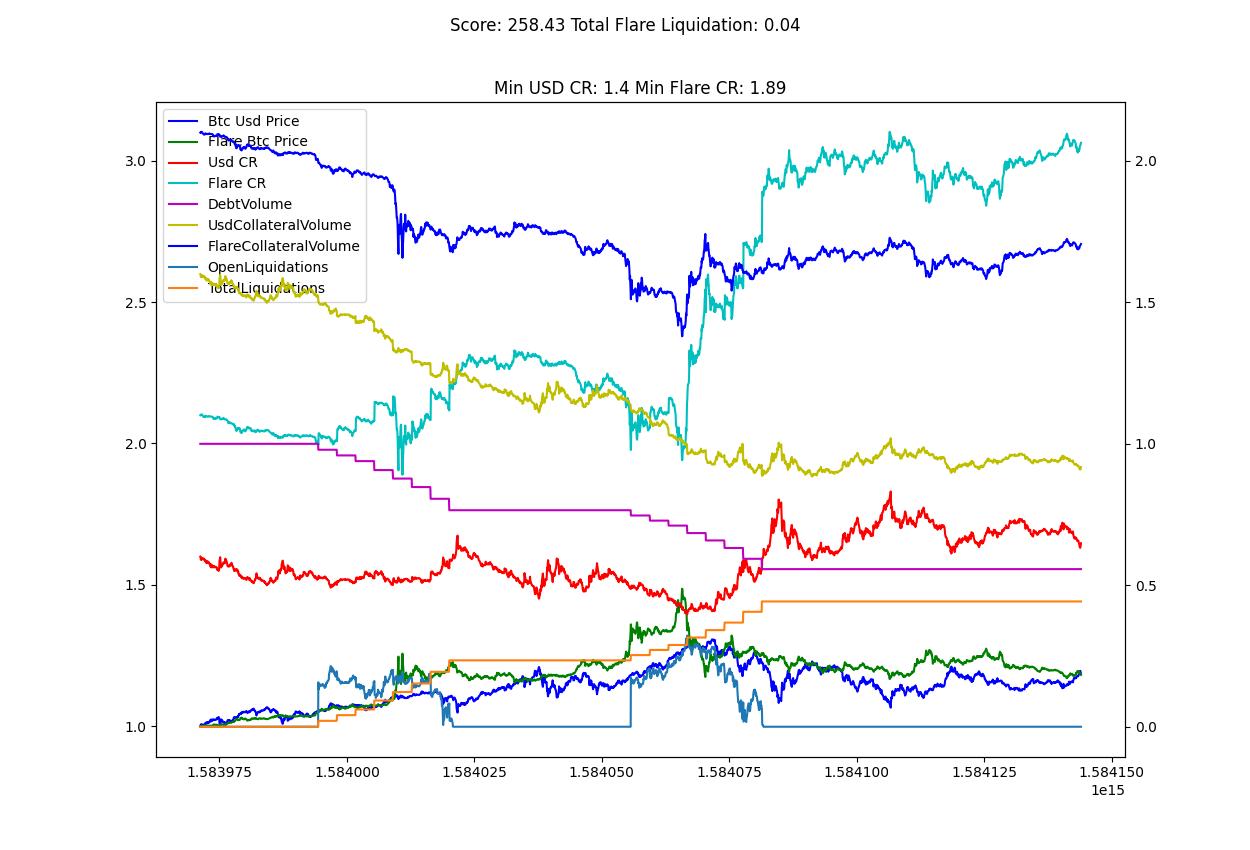 Score: 258.43 Total Flare Liquidation: 0.04
Min USD CR: 1.4 Min Flare CR: 1.89
Btc Usd Price
Flare Btc Price
Usd CR
Flare CR
DebtVolume
UsdCollateralVolume
FlareCollateralVolume
OpenLiquidations
TotalLiquidations
3.0
2.5
2.0
1.5
1.0
2.0
1.5
1.0
0.5
0.0
1.583975 1.584000 1.584025 1.584050 1.584075 1.584100 1.584125 1.584150
1e15